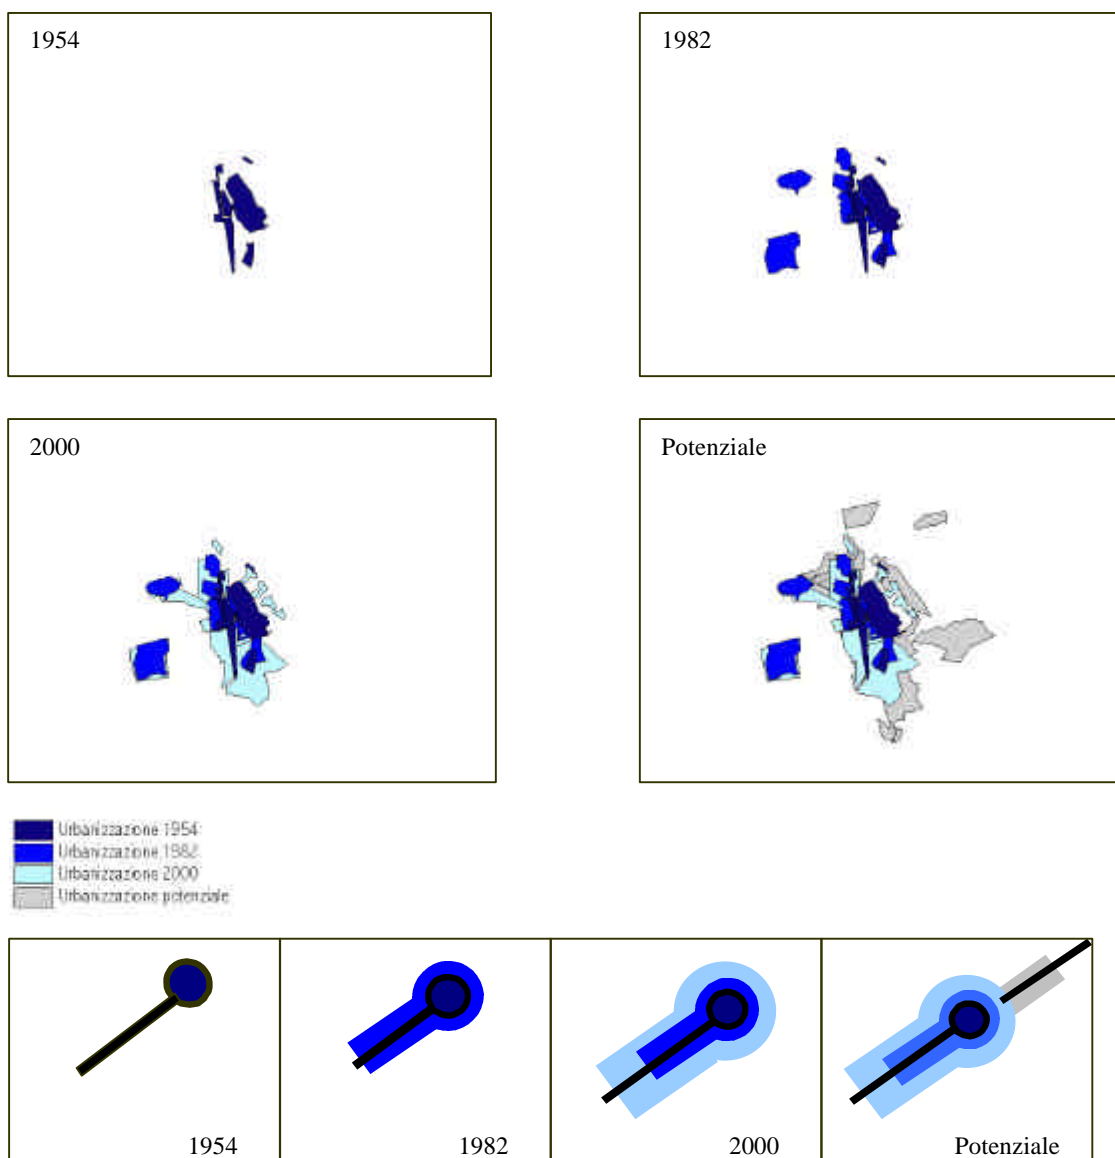 1954
1982
2000
Potenziale
Urbanizzazione 1954
Urbanizzazione 1982
Urbanizzazione 2000
Urbanizzazione potenziale
1954
1982
2000
Potenziale